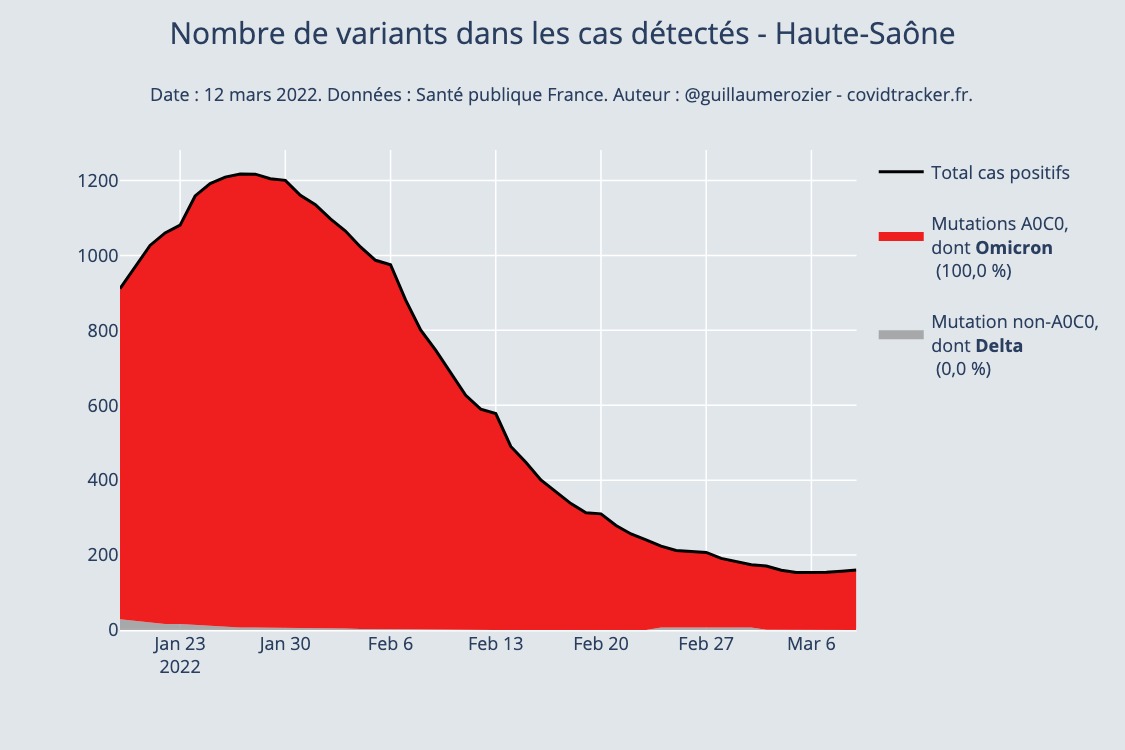 Nombre de variants dans les cas détectés - Haute-Saône
Date : 12 mars 2022. Données : Santé publique France. Auteur : @guillaumerozier - covidtracker.fr.
1200
1000
800
600
400
200
0
Jan 23
2022
Jan 30
Feb 6
Feb 13
Feb 20
Feb 27
Mar 6
Total cas positifs
Mutations A0C0,
dont Omicron
(100,0 %)
Mutation non-A0C0,
dont Delta
(0,0 %)